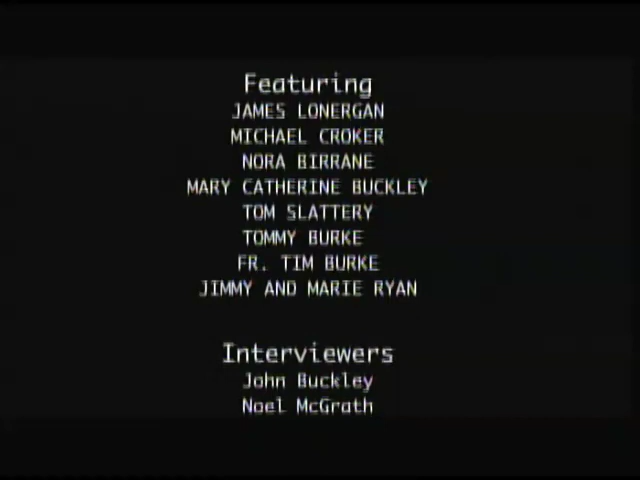 Featuring
JAMES LONERGAN
MICHAEL CROKER
NORA BIRRANE
MARY CATHERINE BUCKLEY
TOM SLATTERY
TOMMY BURKE
FR. TIM BURKE
JIMMY AND MARIE RYAN
Interviewers
John Buckley
Noel McGrath